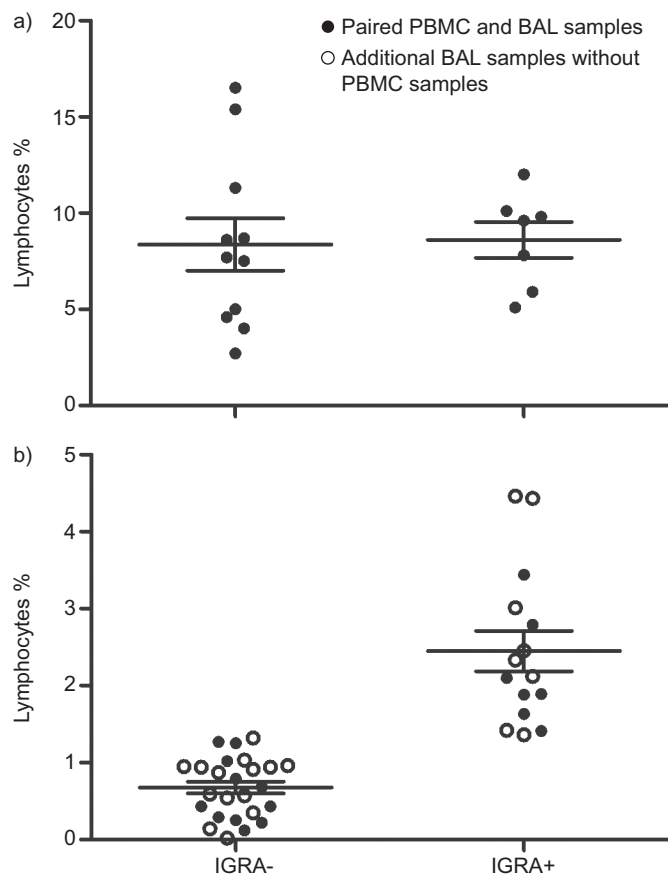 a)
● Paired PBMC and BAL samples
○ Additional BAL samples without
PBMC samples
Lymphocytes %
20
15
10
5
0
b)
Lymphocytes %
5
4
3
2
1
0
IGRA-
IGRA+